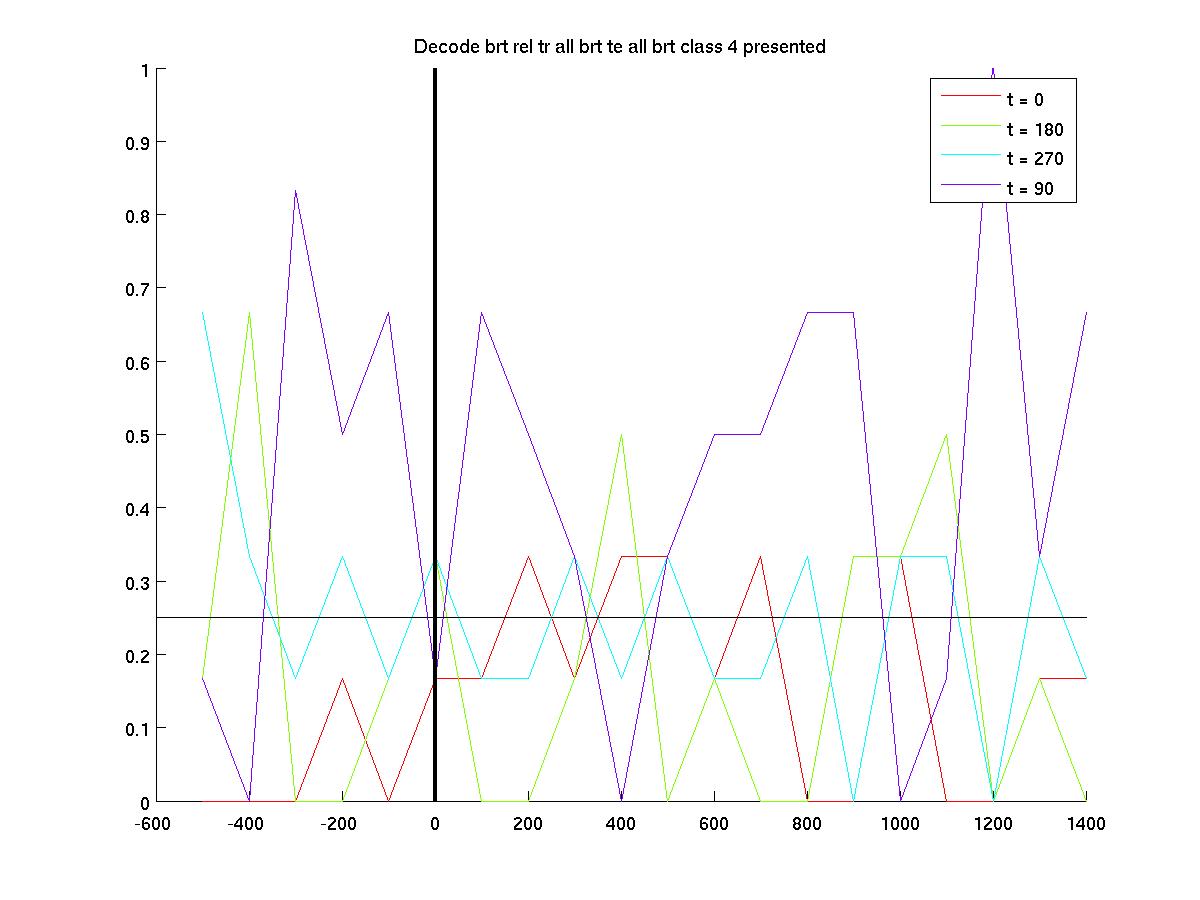 Decode brt rel tr all brt te all brt class 4 presented
1
0.9
0.8
0.7
0.6
0.5
0.4
0.3
0.2
0.1
0
-600 -400 -200 0 200 400 600 800 1000 1200 1400
t = 0
t = 180
t = 270
t = 90